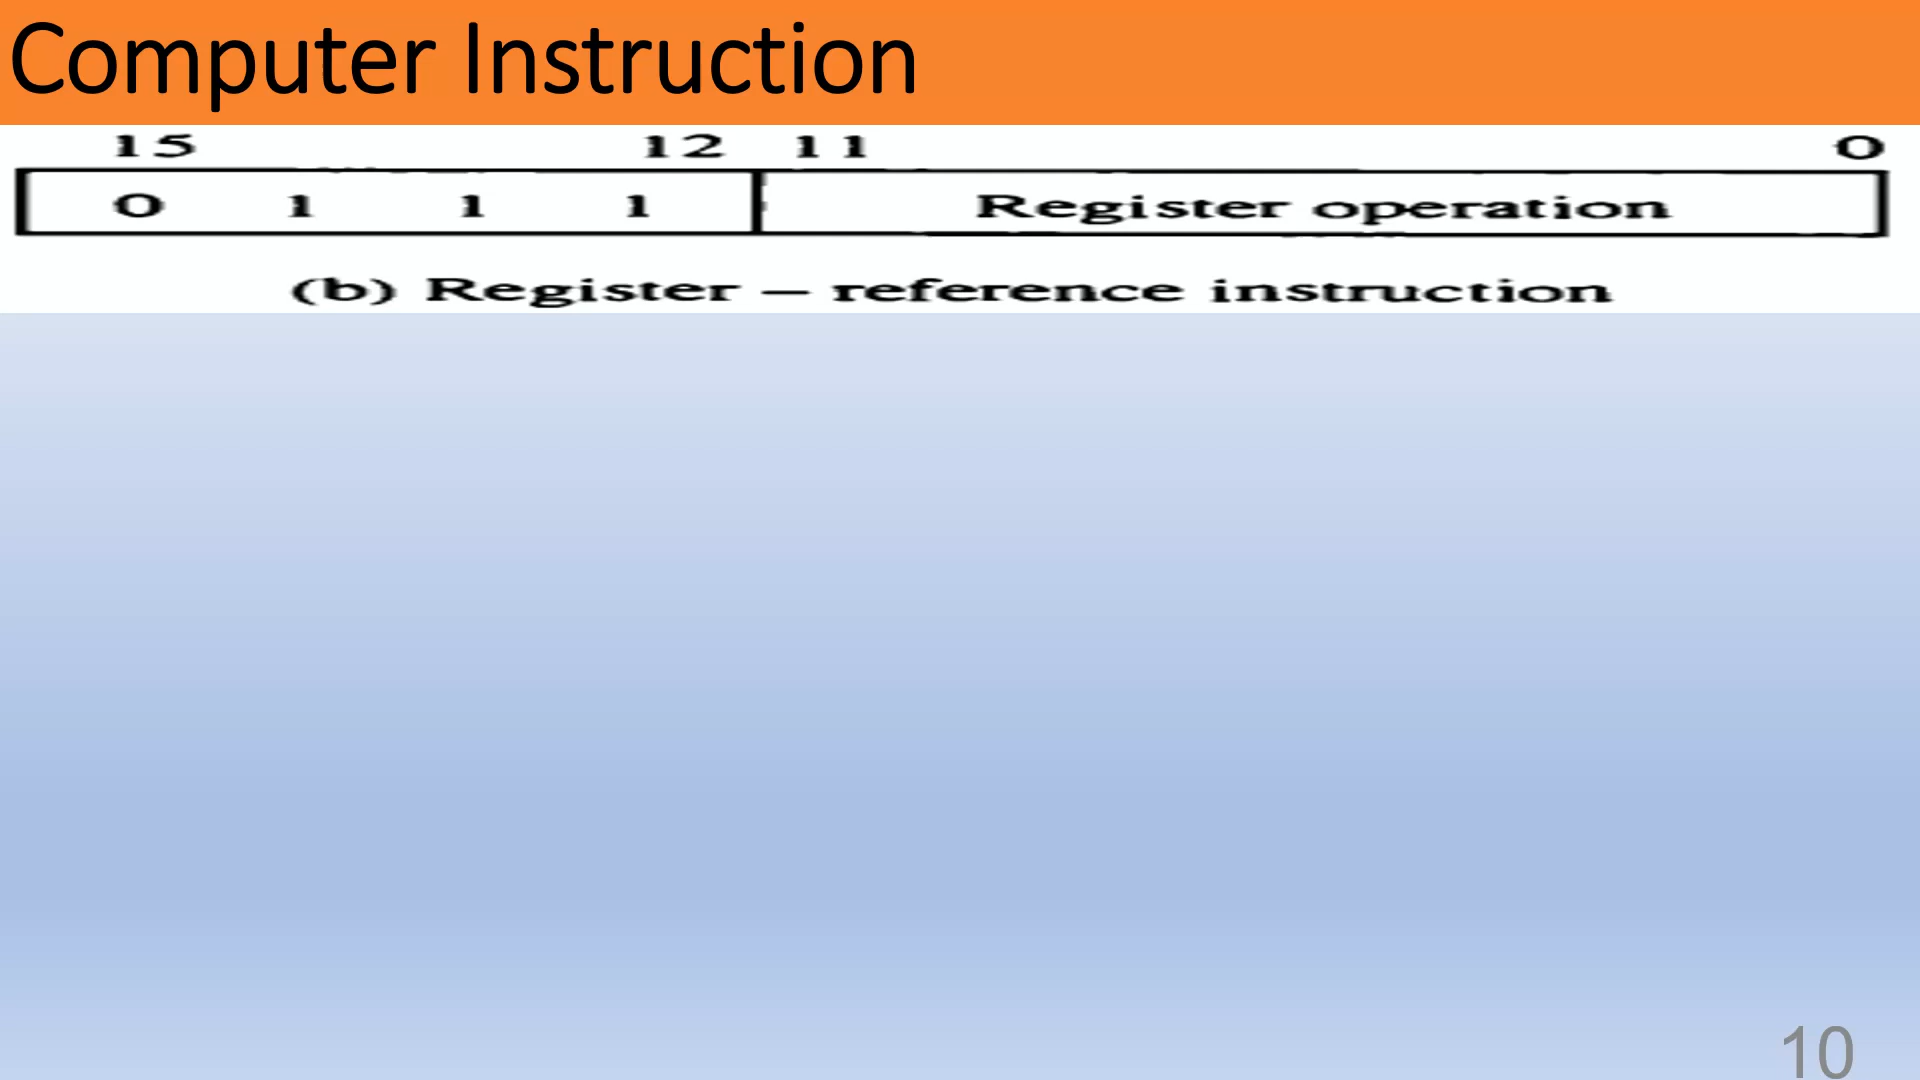 Computer Instruction
15 12 11 0
0 1 1 1 Register operation
(b) Register – reference instruction
10